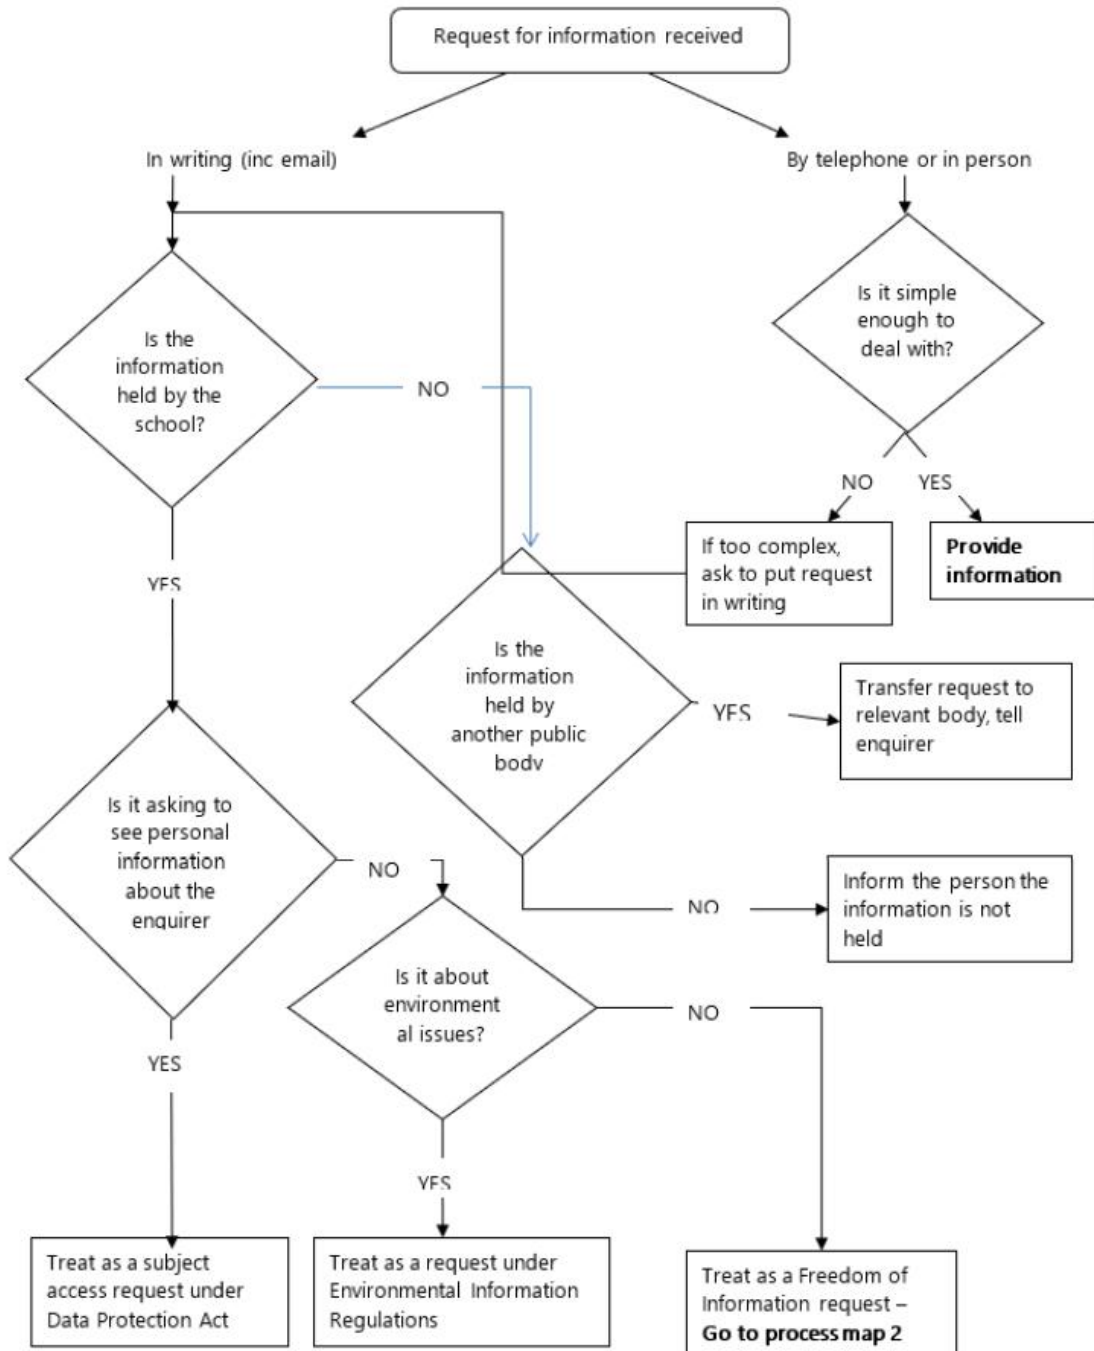 Request for information received
In writing (inc email)
By telephone or in person
Is it simple
enough to
deal with?
Is the
information
held by the
school?
NO
NO
YES
If too complex,
ask to put request
in writing
Provide
information
YES
Is the
information
held by
another public
body
YES
Transfer request to
relevant body, tell
enquirer
Is it asking to
see personal
information
about the
enquirer
NO
NO
Inform the person the
information is not
held
Is it about
environment
al issues?
NO
YES
YES
Treat as a subject
access request under
Data Protection Act
Treat as a request under
Environmental Information
Regulations
Treat as a Freedom of
Information request –
Go to process map 2